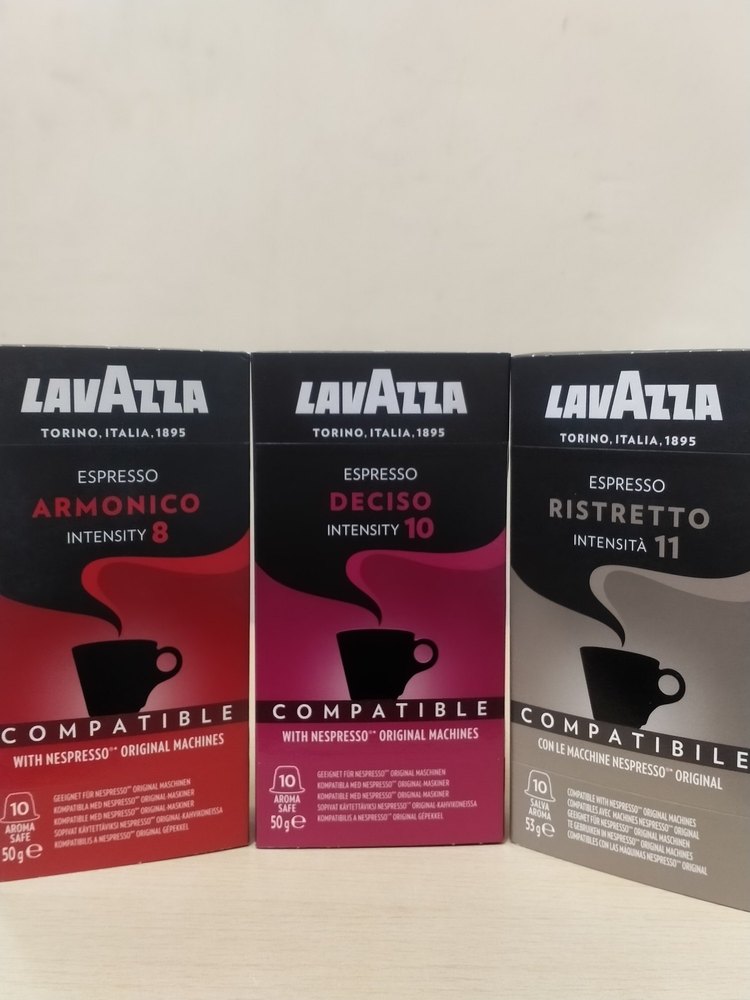 LAVAZZA
TORINO, ITALIA, 1895
ESPRESSO
ARMONICO
INTENSITY 8
COMPATIBLE
WITH NESPRESSO** ORIGINAL MACHINES
10
AROMA
SAFE
50 g ℮
GEEIGNET FÜR NESPRESSO** ORIGINAL MASCHINEN
KOMPATIBLA MED NESPRESSO** ORIGINAL MASKINER
KOMPATIBEL MED NESPRESSO** ORIGINAL MASKINER
SOPIVAT KÄYTETTÄVIKSI NESPRESSO** ORIGINAL-KAHVIKONEISSA
KOMPATIBILIS A NESPRESSO** ORIGINAL GÉPEKKEL
LAVAZZA
TORINO, ITALIA, 1895
ESPRESSO
DECISO
INTENSITY 10
COMPATIBLE
WITH NESPRESSO** ORIGINAL MACHINES
10
AROMA
SAFE
50 g ℮
GEEIGNET FÜR NESPRESSO** ORIGINAL MASCHINEN
KOMPATIBLA MED NESPRESSO** ORIGINAL MASKINER
KOMPATIBEL MED NESPRESSO** ORIGINAL MASKINER
SOPIVAT KÄYTETTÄVIKSI NESPRESSO** ORIGINAL-KAHVIKONEISSA
KOMPATIBILIS A NESPRESSO** ORIGINAL GÉPEKKEL
LAVAZZA
TORINO, ITALIA, 1895
ESPRESSO
RISTRETTO
INTENSITÀ 11
COMPATIBILE
CON LE MACCHINE NESPRESSO** ORIGINAL
10
SALVA
AROMA
53 g ℮
COMPATIBLE WITH NESPRESSO** ORIGINAL MACHINES
COMPATIBLES AVEC MACHINES NESPRESSO** ORIGINAL
GEEIGNET FÜR NESPRESSO** ORIGINAL MASCHINEN
TE GEBRUIKEN IN NESPRESSO** ORIGINAL MACHINES
COMPATIBLES CON LAS MÁQUINAS NESPRESSO** ORIGINAL